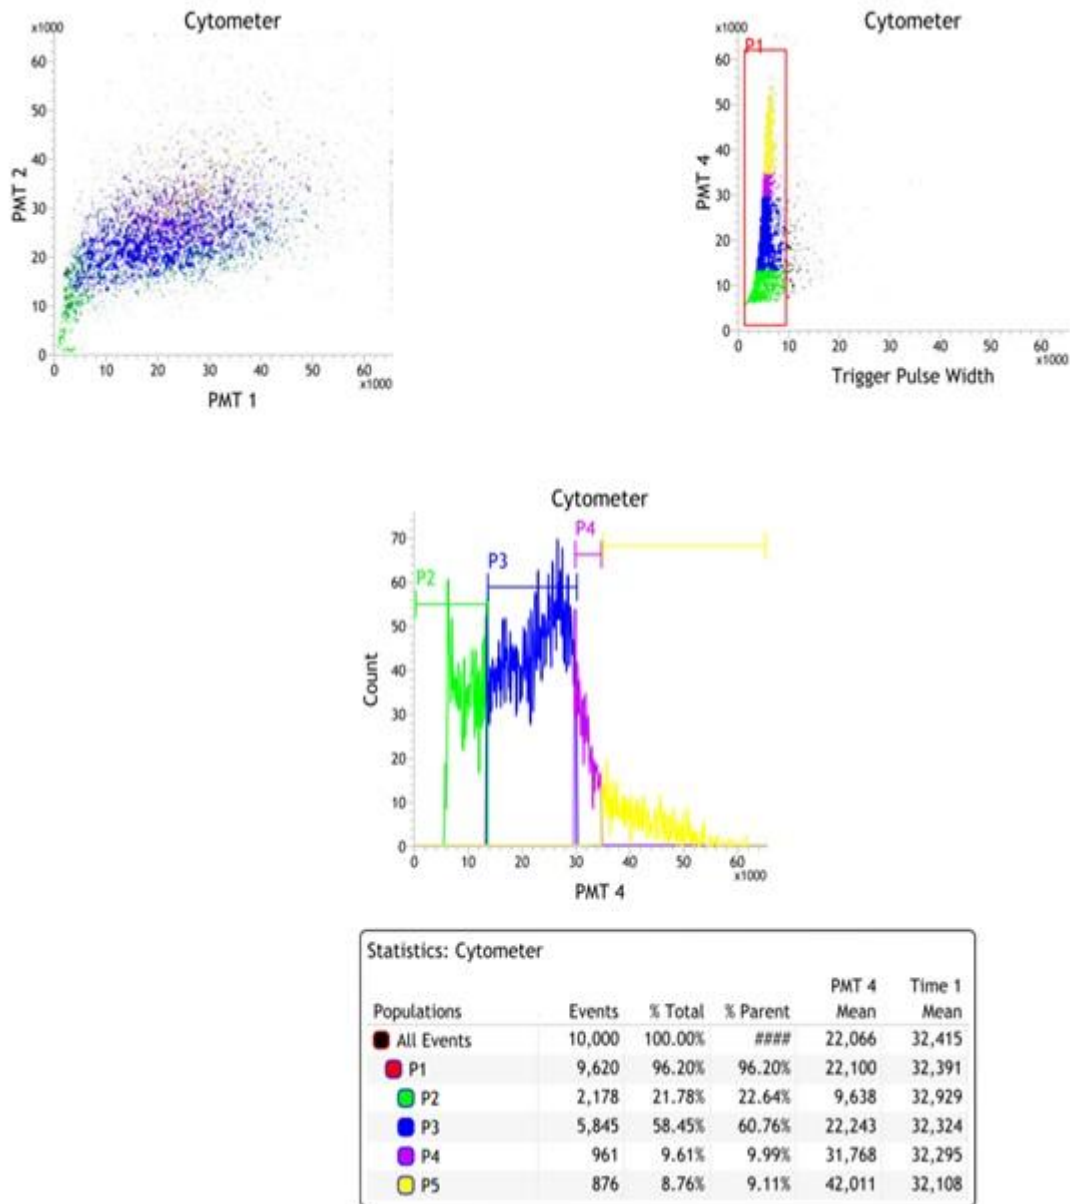 Cytometer
x1000
60
50
40
30
20
10
0
PMT 2
0 10 20 30 40 50 60
x1000
PMT 1
Cytometer
x1000
P1
60
50
40
30
20
10
0
PMT 4
0 10 20 30 40 50 60
x1000
Trigger Pulse Width
Cytometer
70
60
50
40
30
20
10
0
Count
P2
P3
P4
0 10 20 30 40 50 60
x1000
PMT 4
Statistics: Cytometer
PMT 4 Time 1
Populations Events % Total % Parent Mean Mean
All Events 10,000 100.00% #### 22,066 32,415
P1 9,620 96.20% 96.20% 22,100 32,391
P2 2,178 21.78% 22.64% 9,638 32,929
P3 5,845 58.45% 60.76% 22,243 32,324
P4 961 9.61% 9.99% 31,768 32,295
P5 876 8.76% 9.11% 42,011 32,108